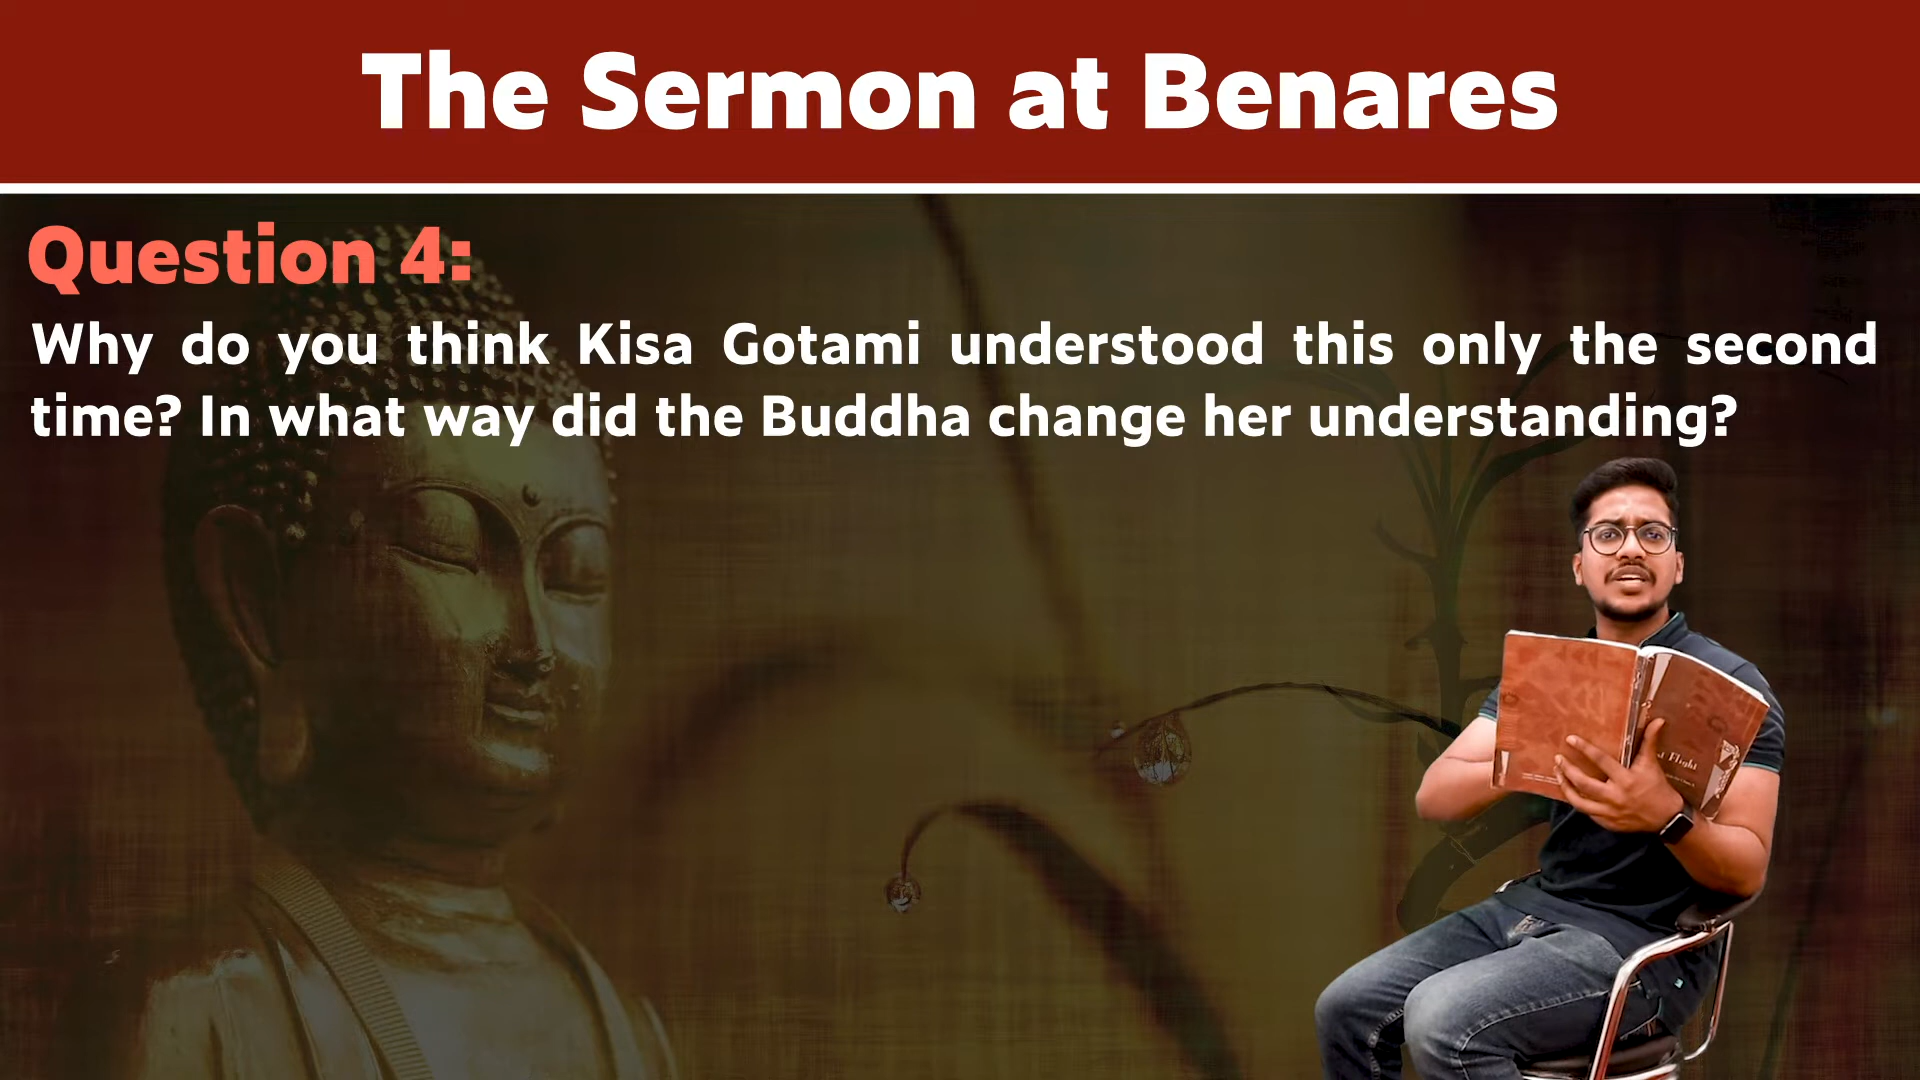 The Sermon at Benares
Question 4:
Why do you think Kisa Gotami understood this only the second
time? In what way did the Buddha change her understanding?
Flight